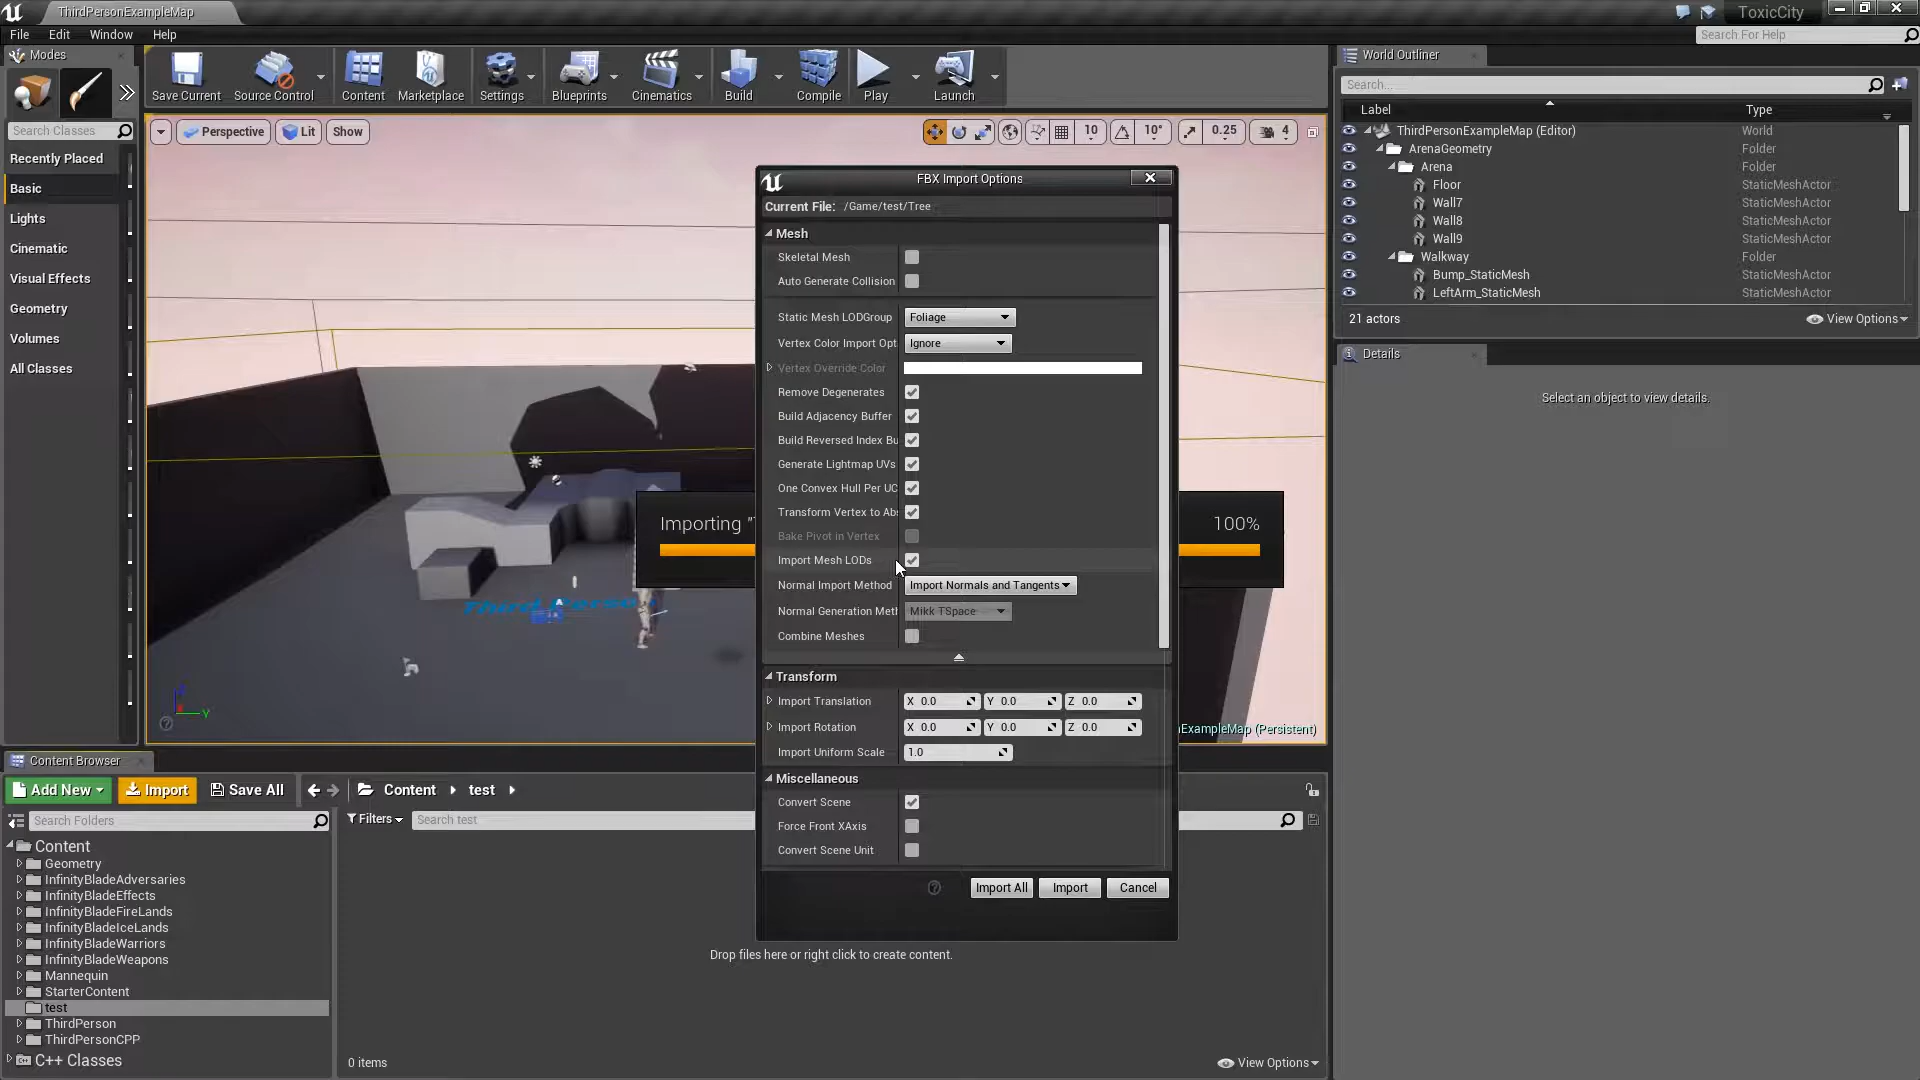 ThirdPersonExampleMap
ToxicCity
File Edit Window Help
Search For Help
Modes
Save Current
Source Control
Content
Marketplace
Settings
Blueprints
Cinematics
Build
Compile
Play
Launch
Search Classes
Recently Placed
Basic
Lights
Cinematic
Visual Effects
Geometry
Volumes
All Classes
Perspective
Lit
Show
10
10°
0.25
4
World Outliner
Search...
Label Type
ThirdPersonExampleMap (Editor) World
ArenaGeometry Folder
Arena Folder
Floor StaticMeshActor
Wall7 StaticMeshActor
Wall8 StaticMeshActor
Wall9 StaticMeshActor
Walkway Folder
Bump_StaticMesh StaticMeshActor
LeftArm_StaticMesh StaticMeshActor
21 actors
View Options
Details
Select an object to view details.
FBX Import Options
Current File: /Game/test/Tree
Mesh
Skeletal Mesh
Auto Generate Collision
Static Mesh LODGroup Foliage
Vertex Color Import Opt Ignore
Vertex Override Color
Remove Degenerates
Build Adjacency Buffer
Build Reversed Index Bu
Generate Lightmap UVs
One Convex Hull Per UC
Transform Vertex to Abs
Bake Pivot in Vertex
Import Mesh LODs
Normal Import Method Import Normals and Tangents
Normal Generation Meth Mikk TSpace
Combine Meshes
Transform
Import Translation X 0.0 Y 0.0 Z 0.0
Import Rotation X 0.0 Y 0.0 Z 0.0
Import Uniform Scale 1.0
Miscellaneous
Convert Scene
Force Front XAxis
Convert Scene Unit
Import All Import Cancel
Importing "
100%
Third Person
nExampleMap (Persistent)
Z
Y
Content Browser
Add New
Import
Save All
Content test
Search Folders
Filters
Search test
Content
Geometry
InfinityBladeAdversaries
InfinityBladeEffects
InfinityBladeFireLands
InfinityBladeIceLands
InfinityBladeWarriors
InfinityBladeWeapons
Mannequin
StarterContent
test
ThirdPerson
ThirdPersonCPP
C++ Classes
Drop files here or right click to create content.
0 items
View Options